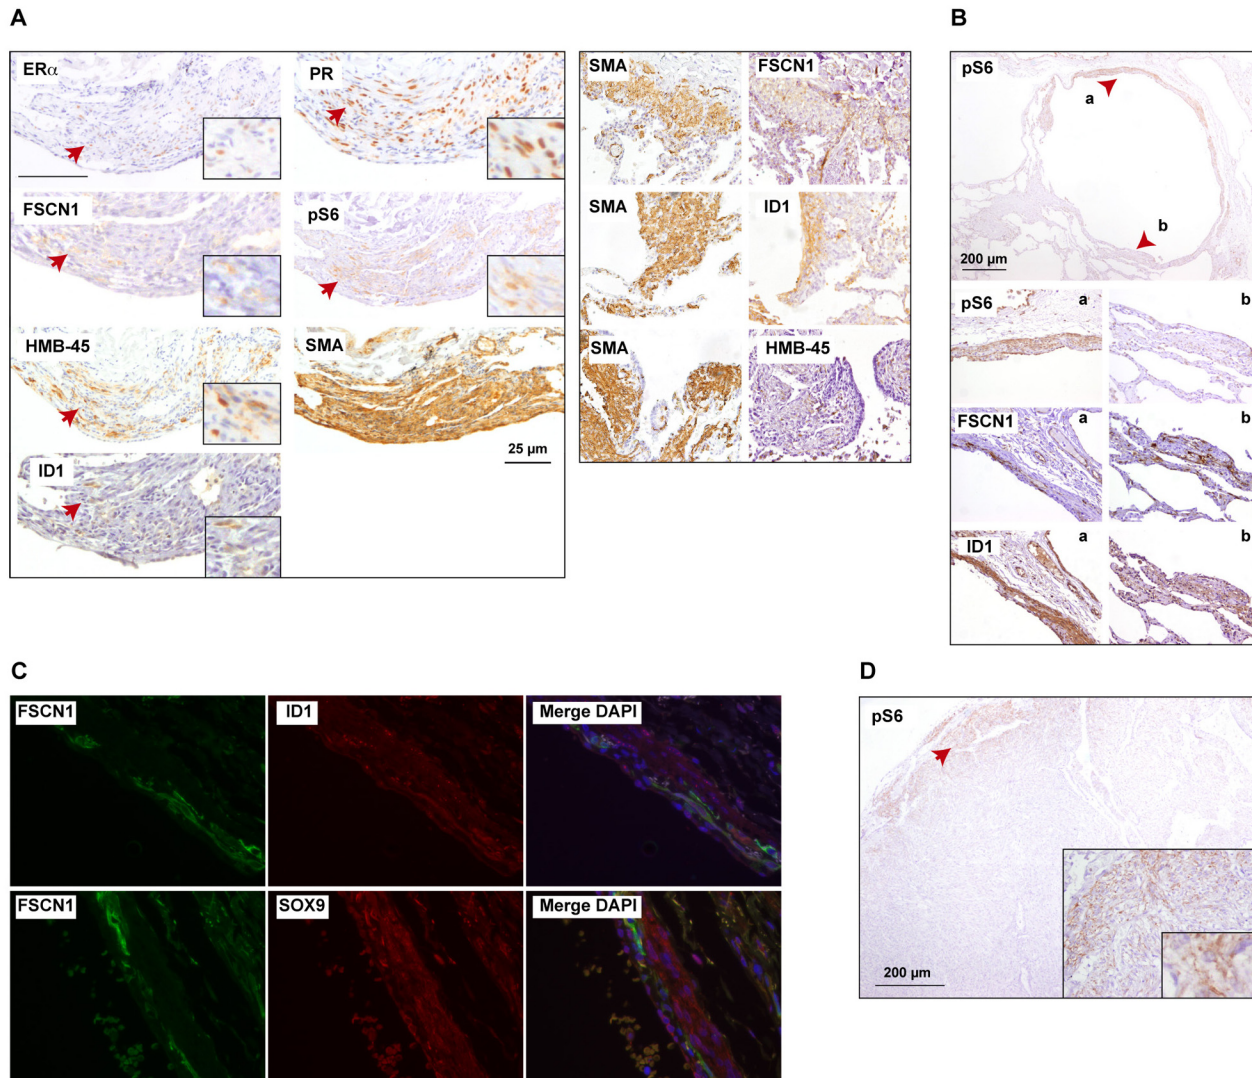 A
ERα
PR
FSCN1
pS6
HMB-45
SMA
25 µm
ID1
SMA
FSCN1
SMA
ID1
SMA
HMB-45
B
pS6
a
b
200 µm
pS6
a
b
FSCN1
a
b
ID1
a
b
C
FSCN1
ID1
Merge DAPI
FSCN1
SOX9
Merge DAPI
D
pS6
200 µm